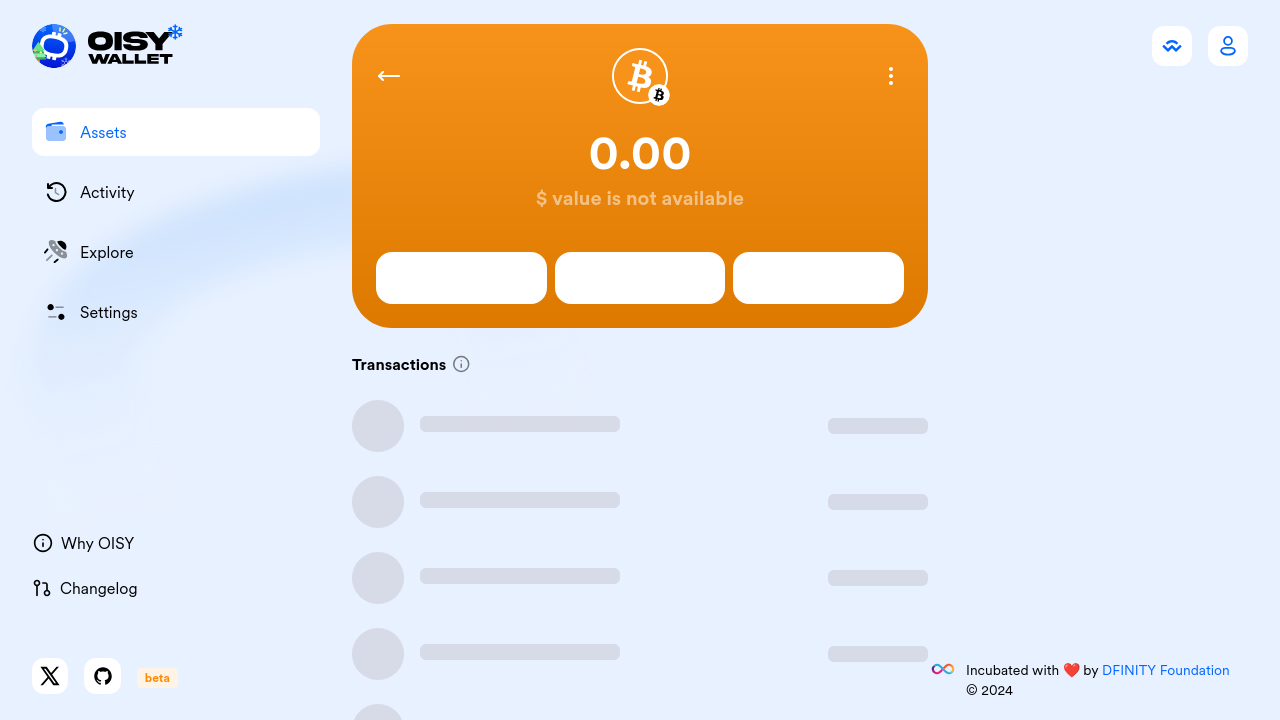 OISY
WALLET
Assets
Activity
Explore
Settings
Why OISY
Changelog
beta
0.00
$ value is not available
Transactions
Incubated with ❤️ by DFINITY Foundation
© 2024